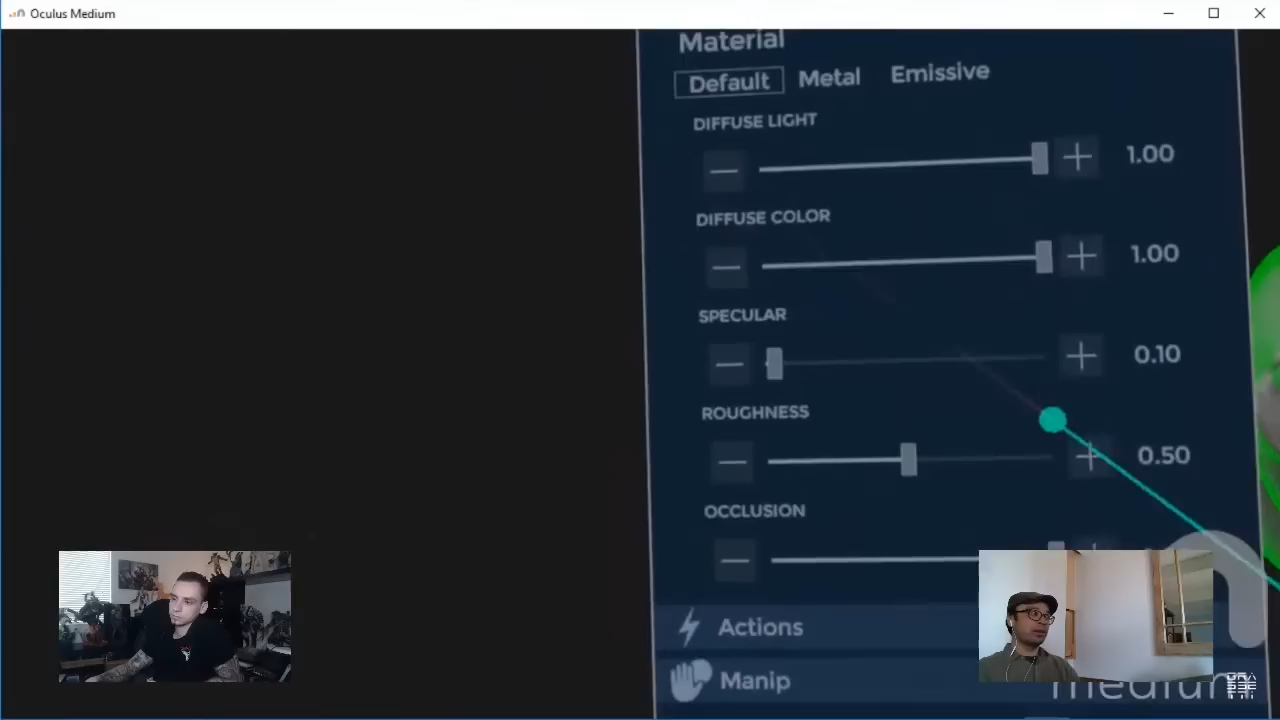 Oculus Medium
Material
Default Metal Emissive
DIFFUSE LIGHT
1.00
DIFFUSE COLOR
1.00
SPECULAR
0.10
ROUGHNESS
0.50
OCCLUSION
Actions
Manip
medium